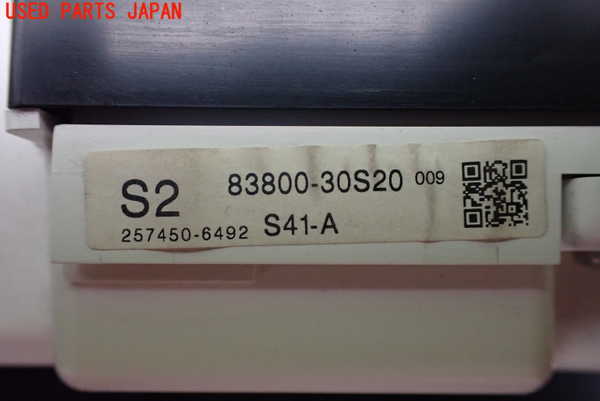 USED PARTS JAPAN
S2 83800-30S20 009
257450-6492 S41-A